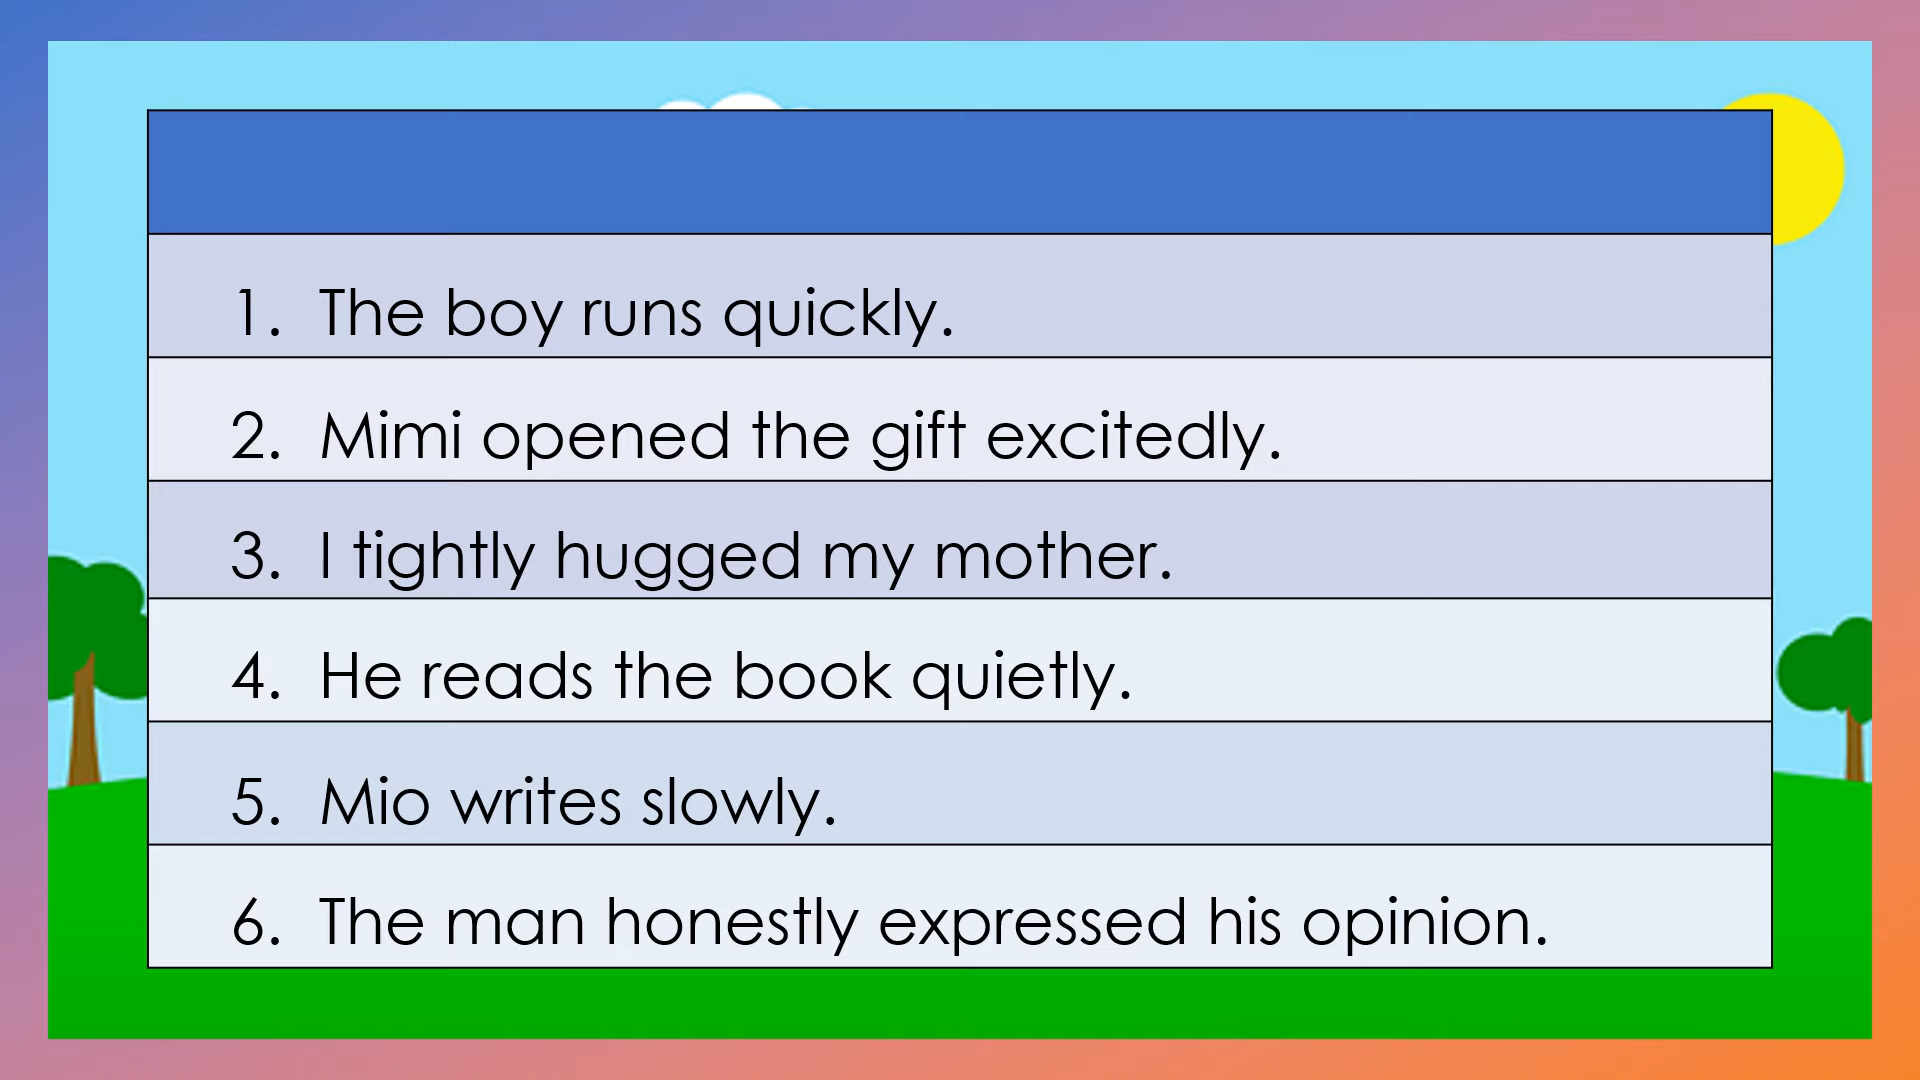 1. The boy runs quickly.
2. Mimi opened the gift excitedly.
3. I tightly hugged my mother.
4. He reads the book quietly.
5. Mio writes slowly.
6. The man honestly expressed his opinion.